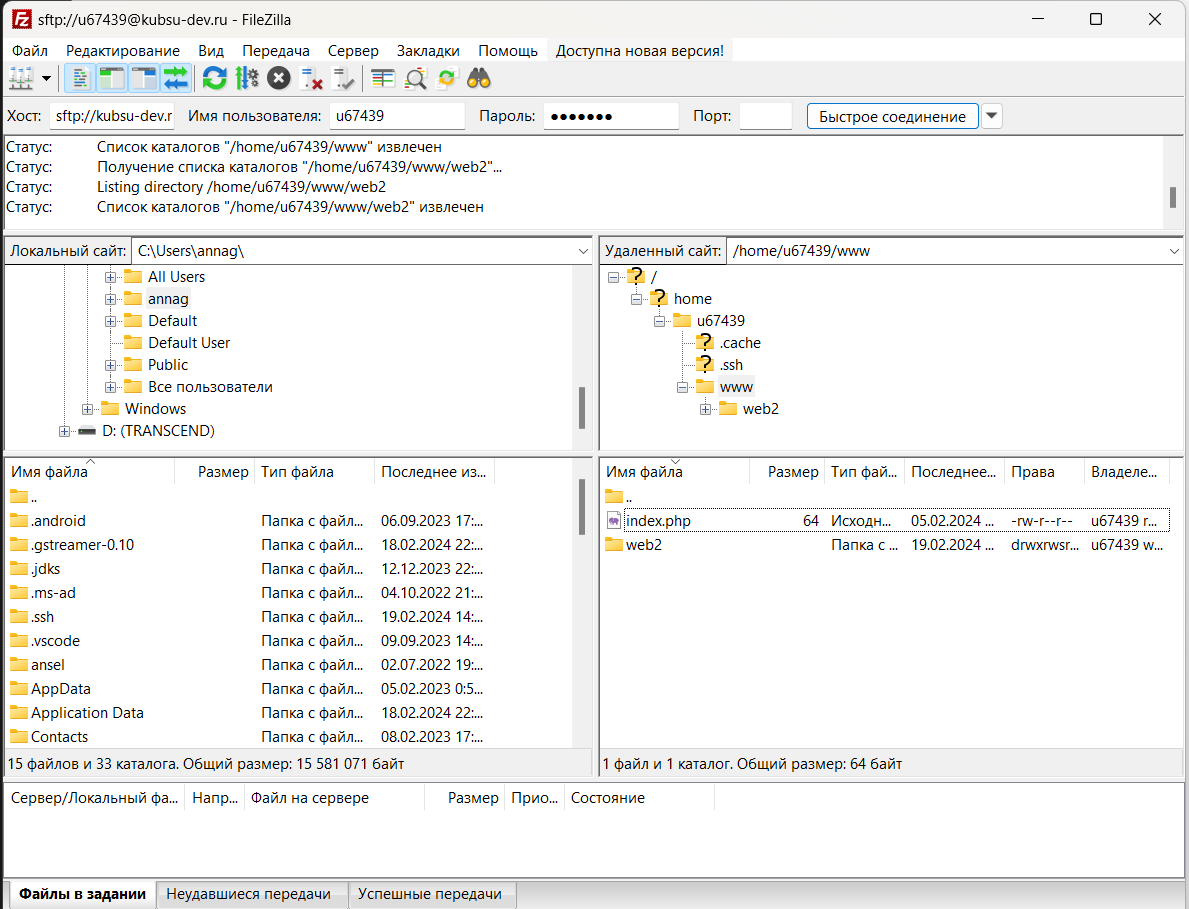 sftp://u67439@kubsu-dev.ru - FileZilla
Файл Редактирование Вид Передача Сервер Закладки Помощь Доступна новая версия!
Хост: sftp://kubsu-dev.r Имя пользователя: u67439 Пароль: ●●●●●●● Порт: Быстрое соединение
Статус: Список каталогов "/home/u67439/www" извлечен
Статус: Получение списка каталогов "/home/u67439/www/web2"...
Статус: Listing directory /home/u67439/www/web2
Статус: Список каталогов "/home/u67439/www/web2" извлечен
Локальный сайт: C:\Users\annag\
All Users
annag
Default
Default User
Public
Все пользователи
Windows
D: (TRANSCEND)
Имя файла Размер Тип файла Последнее из...
..
.android Папка с файл... 06.09.2023 17:...
.gstreamer-0.10 Папка с файл... 18.02.2024 22:...
.jdks Папка с файл... 12.12.2023 22:...
.ms-ad Папка с файл... 04.10.2022 21:...
.ssh Папка с файл... 19.02.2024 14:...
.vscode Папка с файл... 09.09.2023 14:...
ansel Папка с файл... 02.07.2022 19:...
AppData Папка с файл... 05.02.2023 0:5...
Application Data Папка с файл... 18.02.2024 22:...
Contacts Папка с файл... 08.02.2023 17:...
15 файлов и 33 каталога. Общий размер: 15 581 071 байт
Удаленный сайт: /home/u67439/www
/
home
u67439
.cache
.ssh
www
web2
Имя файла Размер Тип фай... Последнее... Права Владеле...
..
index.php 64 Исходн... 05.02.2024 ... -rw-r--r-- u67439 r...
web2 Папка с ... 19.02.2024 ... drwxrwsr... u67439 w...
1 файл и 1 каталог. Общий размер: 64 байт
Сервер/Локальный фа... Напр... Файл на сервере Размер Прио... Состояние
Файлы в задании Неудавшиеся передачи Успешные передачи